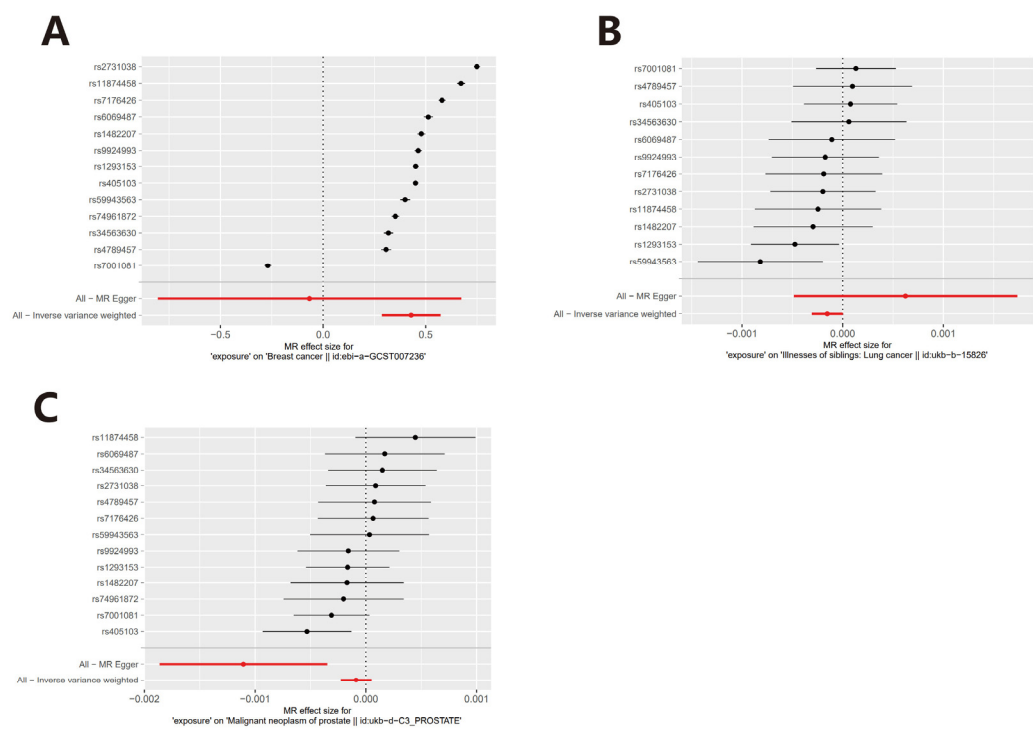 A
rs2731038
rs11874458
rs7176426
rs6069487
rs1482207
rs9924993
rs1293153
rs405103
rs59943563
rs74961872
rs34563630
rs4789457
rs7001081
All − MR Egger
All − Inverse variance weighted
−0.5 0.0 0.5
MR effect size for
'exposure' on 'Breast cancer || id:ebi-a-GCST007236'
B
rs7001081
rs4789457
rs405103
rs34563630
rs6069487
rs9924993
rs7176426
rs2731038
rs11874458
rs1482207
rs1293153
rs59943563
All − MR Egger
All − Inverse variance weighted
−0.001 0.000 0.001
MR effect size for
'exposure' on 'Illnesses of siblings: Lung cancer || id:ukb-b-15826'
C
rs11874458
rs6069487
rs34563630
rs2731038
rs4789457
rs7176426
rs59943563
rs9924993
rs1293153
rs1482207
rs74961872
rs7001081
rs405103
All − MR Egger
All − Inverse variance weighted
−0.002 −0.001 0.000 0.001
MR effect size for
'exposure' on 'Malignant neoplasm of prostate || id:ukb-d-C3_PROSTATE'